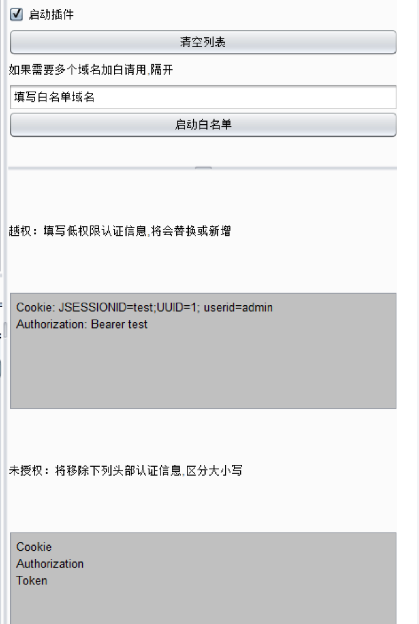 启动插件
清空列表
如果需要多个域名加白请用,隔开
填写白名单域名
启动白名单
越权：填写低权限认证信息,将会替换或新增
Cookie: JSESSIONID=test;UUID=1; userid=admin
Authorization: Bearer test
未授权：将移除下列头部认证信息,区分大小写
Cookie
Authorization
Token